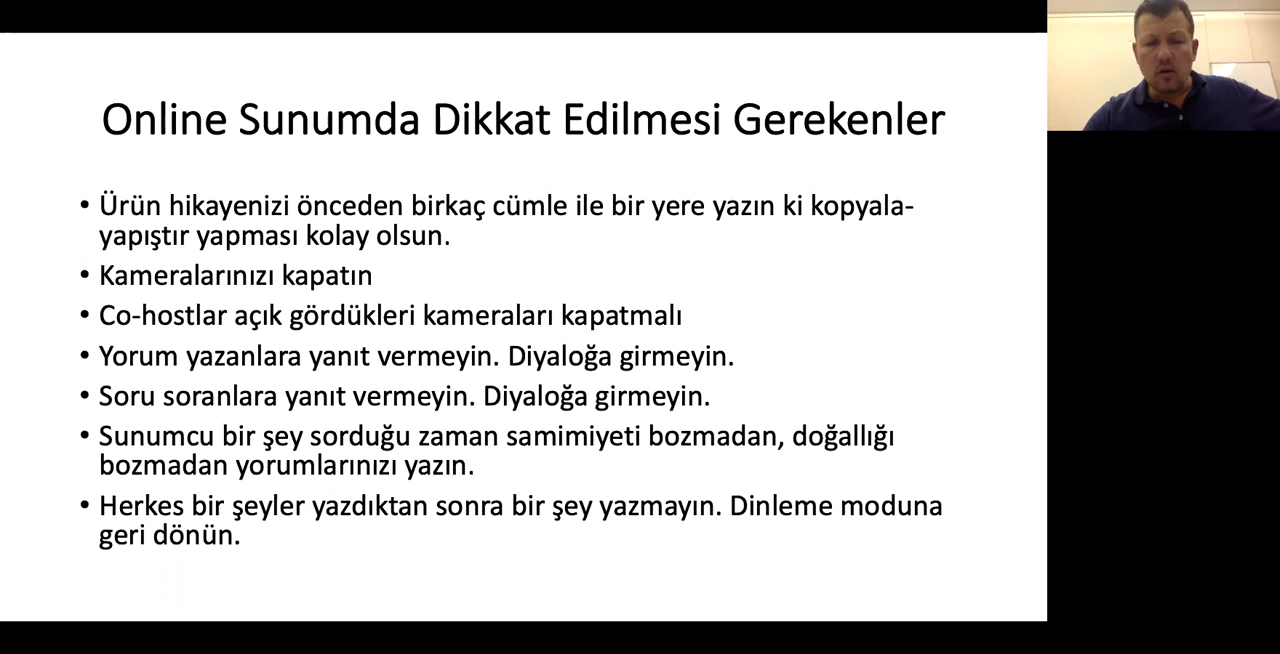 Online Sunumda Dikkat Edilmesi Gerekenler
• Ürün hikayenizi önceden birkaç cümle ile bir yere yazın ki kopyala-
yapıştır yapması kolay olsun.
• Kameralarınızı kapatın
• Co-hostlar açık gördükleri kameraları kapatmalı
• Yorum yazanlara yanıt vermeyin. Diyaloğa girmeyin.
• Soru soranlara yanıt vermeyin. Diyaloğa girmeyin.
• Sunumcu bir şey sorduğu zaman samimiyeti bozmadan, doğallığı
bozmadan yorumlarınızı yazın.
• Herkes bir şeyler yazdıktan sonra bir şey yazmayın. Dinleme moduna
geri dönün.